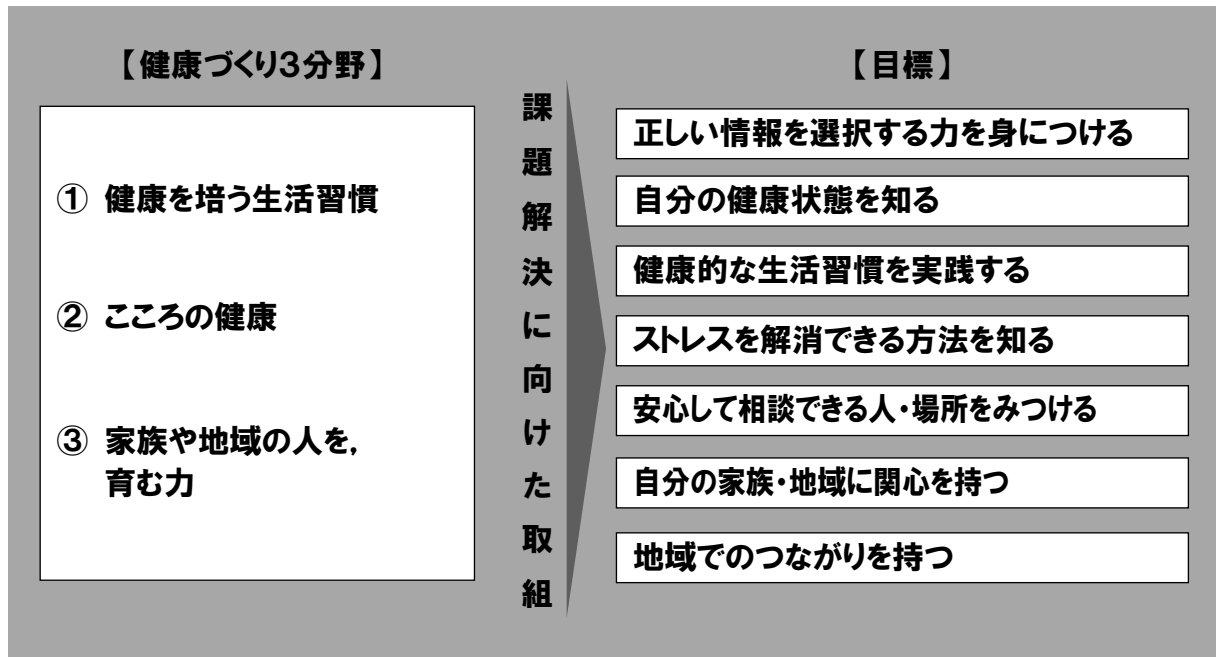 【健康づくり3分野】
① 健康を培う生活習慣
② こころの健康
③ 家族や地域の人を,
育む力
課題解決に向けた取組
【目標】
正しい情報を選択する力を身につける
自分の健康状態を知る
健康的な生活習慣を実践する
ストレスを解消できる方法を知る
安心して相談できる人・場所をみつける
自分の家族・地域に関心を持つ
地域でのつながりを持つ